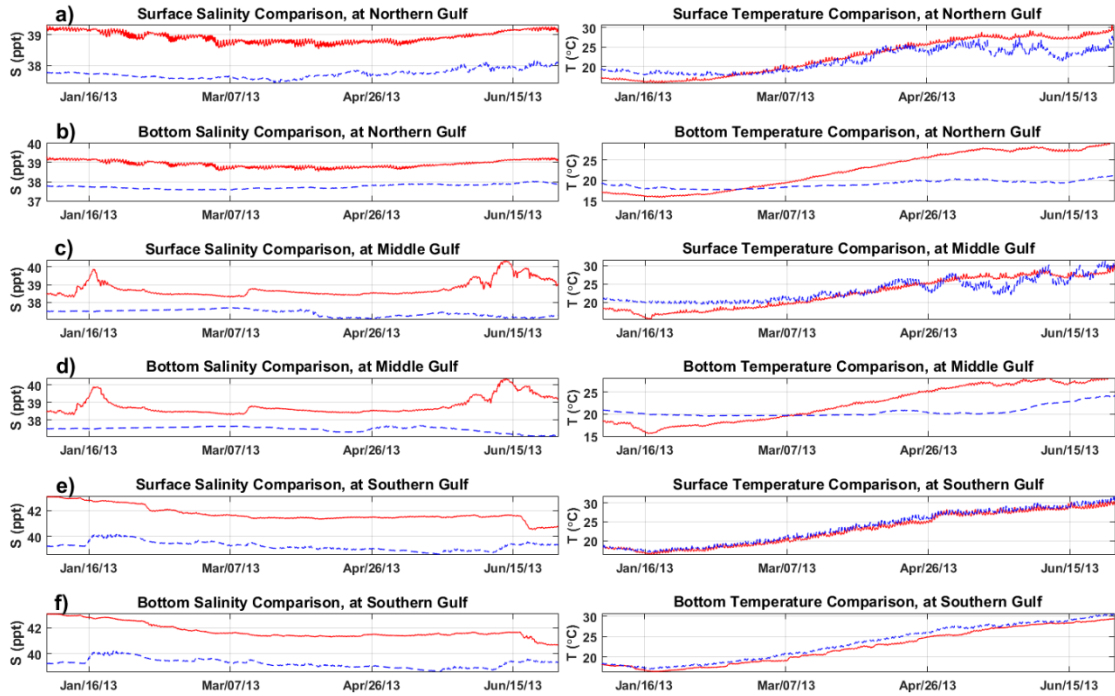 a)
Surface Salinity Comparison, at Northern Gulf
S (ppt)
39
38
Jan/16/13 Mar/07/13 Apr/26/13 Jun/15/13
Surface Temperature Comparison, at Northern Gulf
T (°C)
30
25
20
Jan/16/13 Mar/07/13 Apr/26/13 Jun/15/13
b)
Bottom Salinity Comparison, at Northern Gulf
S (ppt)
40
39
38
37
Jan/16/13 Mar/07/13 Apr/26/13 Jun/15/13
Bottom Temperature Comparison, at Northern Gulf
T (°C)
25
20
15
Jan/16/13 Mar/07/13 Apr/26/13 Jun/15/13
c)
Surface Salinity Comparison, at Middle Gulf
S (ppt)
40
39
38
Jan/16/13 Mar/07/13 Apr/26/13 Jun/15/13
Surface Temperature Comparison, at Middle Gulf
T (°C)
30
25
20
Jan/16/13 Mar/07/13 Apr/26/13 Jun/15/13
d)
Bottom Salinity Comparison, at Middle Gulf
S (ppt)
40
39
38
Jan/16/13 Mar/07/13 Apr/26/13 Jun/15/13
Bottom Temperature Comparison, at Middle Gulf
T (°C)
25
20
15
Jan/16/13 Mar/07/13 Apr/26/13 Jun/15/13
e)
Surface Salinity Comparison, at Southern Gulf
S (ppt)
42
40
Jan/16/13 Mar/07/13 Apr/26/13 Jun/15/13
Surface Temperature Comparison, at Southern Gulf
T (°C)
30
25
20
Jan/16/13 Mar/07/13 Apr/26/13 Jun/15/13
f)
Bottom Salinity Comparison, at Southern Gulf
S (ppt)
42
40
Jan/16/13 Mar/07/13 Apr/26/13 Jun/15/13
Bottom Temperature Comparison, at Southern Gulf
T (°C)
30
25
20
Jan/16/13 Mar/07/13 Apr/26/13 Jun/15/13